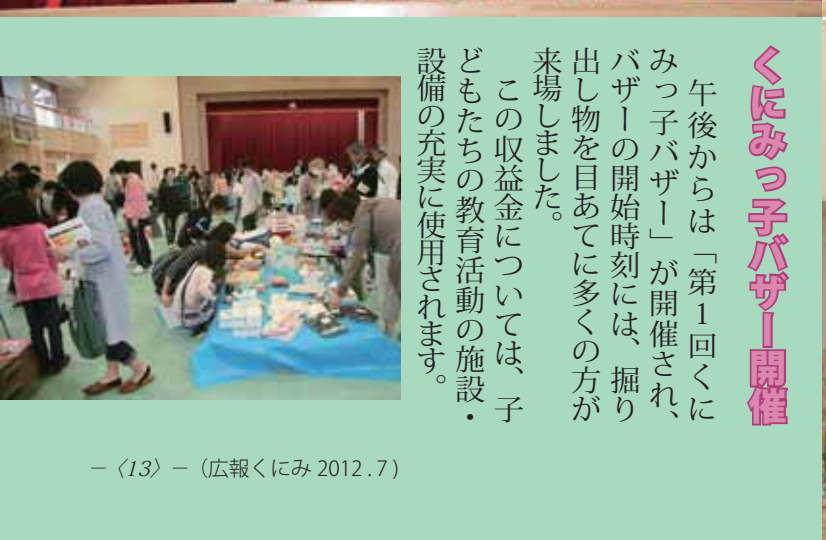 くにみっ子バザー開催
午後からは「第1回くに
みっ子バザー」が開催され、
バザーの開始時刻には、掘り
出し物を目あてに多くの方が
来場しました。
この収益金については、子
どもたちの教育活動の施設・
設備の充実に使用されます。
－〈13〉－（広報くにみ 2012 . 7 )